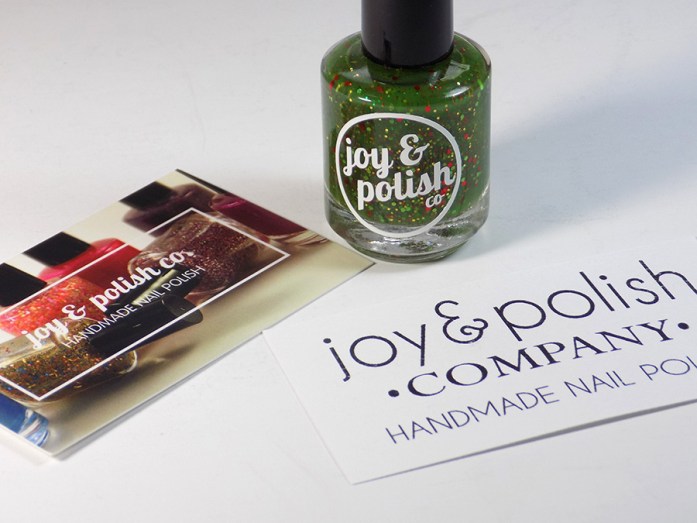 joy &
polish
co.
joy & polish co.
HANDMADE NAIL POLISH
joy & polish
•COMPANY•
HANDMADE NAIL POL